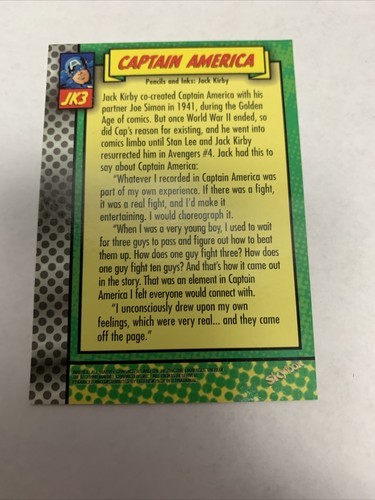 CAPTAIN AMERICA
Pencils and Inks: Jack Kirby
JK3
Jack Kirby co-created Captain America with his
partner Joe Simon in 1941, during the Golden
Age of comics. But once World War II ended, so
did Cap's reason for existing, and he went into
comics limbo until Stan Lee and Jack Kirby
resurrected him in Avengers #4. Jack had this to
say about Captain America:
"Whatever I recorded in Captain America was
part of my own experience. If there was a fight,
it was a real fight, and I'd make it
entertaining. I would choreograph it.
"When I was a very young boy, I used to wait
for three guys to pass and figure out how to beat
them up. How does one guy fight three? How does
one guy fight ten guys? And that's how it came out
in the story. That was an element in Captain
America I felt everyone would connect with.
"I unconsciously drew upon my own
feelings, which were very real... and they came
off the page."
SKYBOX